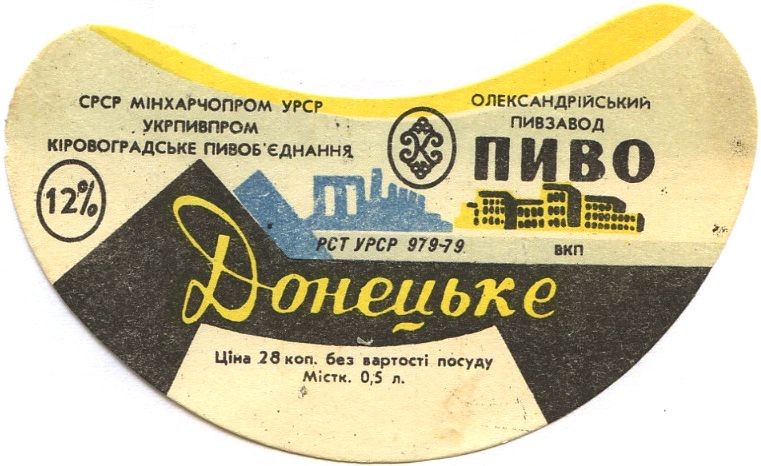 СРСР МІНХАРЧОПРОМ УРСР
УКРПИВПРОМ
КІРОВОГРАДСЬКЕ ПИВОБ'ЄДНАННЯ
12%
ОЛЕКСАНДРІЙСЬКИЙ
ПИВЗАВОД
ПИВО
РСТ УРСР 979-79
ВКП
Донецьке
Ціна 28 коп. без вартості посуду
Містк. 0,5 л.